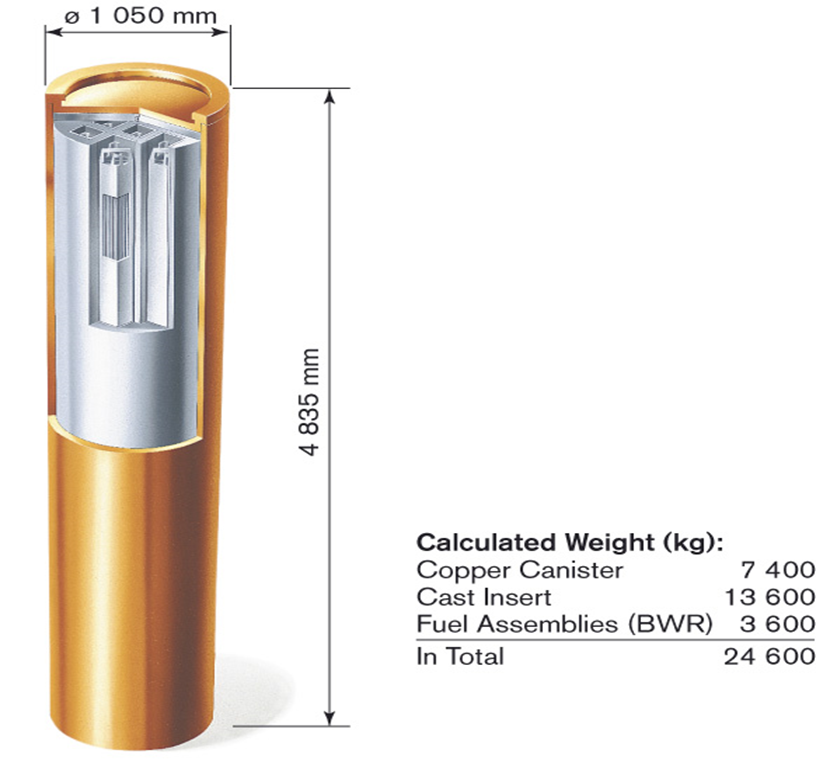 ø 1 050 mm
4 835 mm
Calculated Weight (kg):
Copper Canister 7 400
Cast Insert 13 600
Fuel Assemblies (BWR) 3 600
In Total 24 600